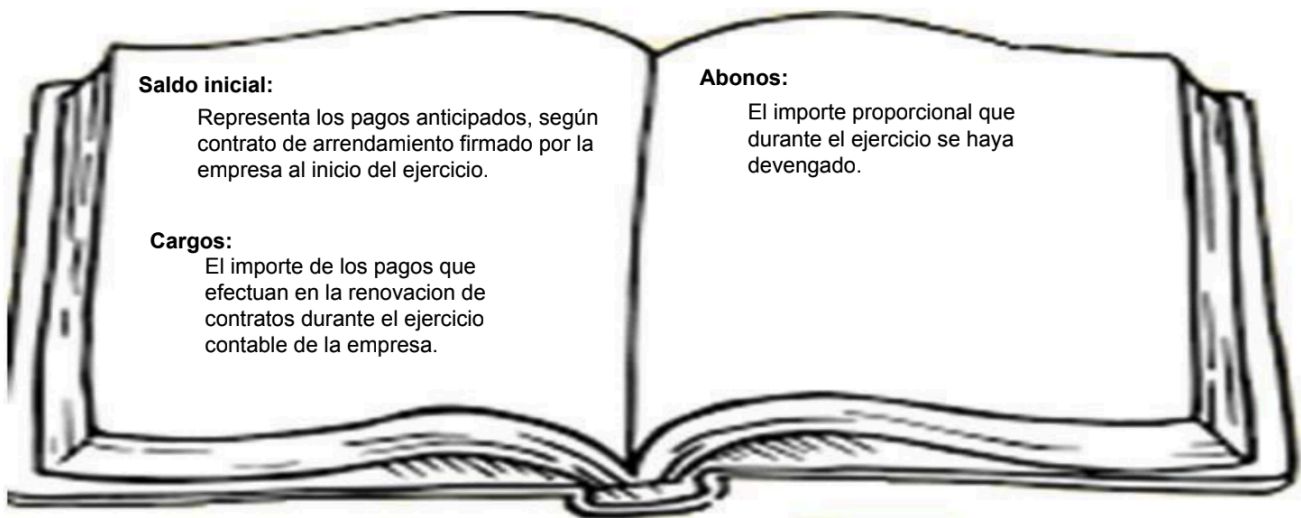 Saldo inicial:
Representa los pagos anticipados, según
contrato de arrendamiento firmado por la
empresa al inicio del ejercicio.
Cargos:
El importe de los pagos que
efectuan en la renovacion de
contratos durante el ejercicio
contable de la empresa.
Abonos:
El importe proporcional que
durante el ejercicio se haya
devengado.